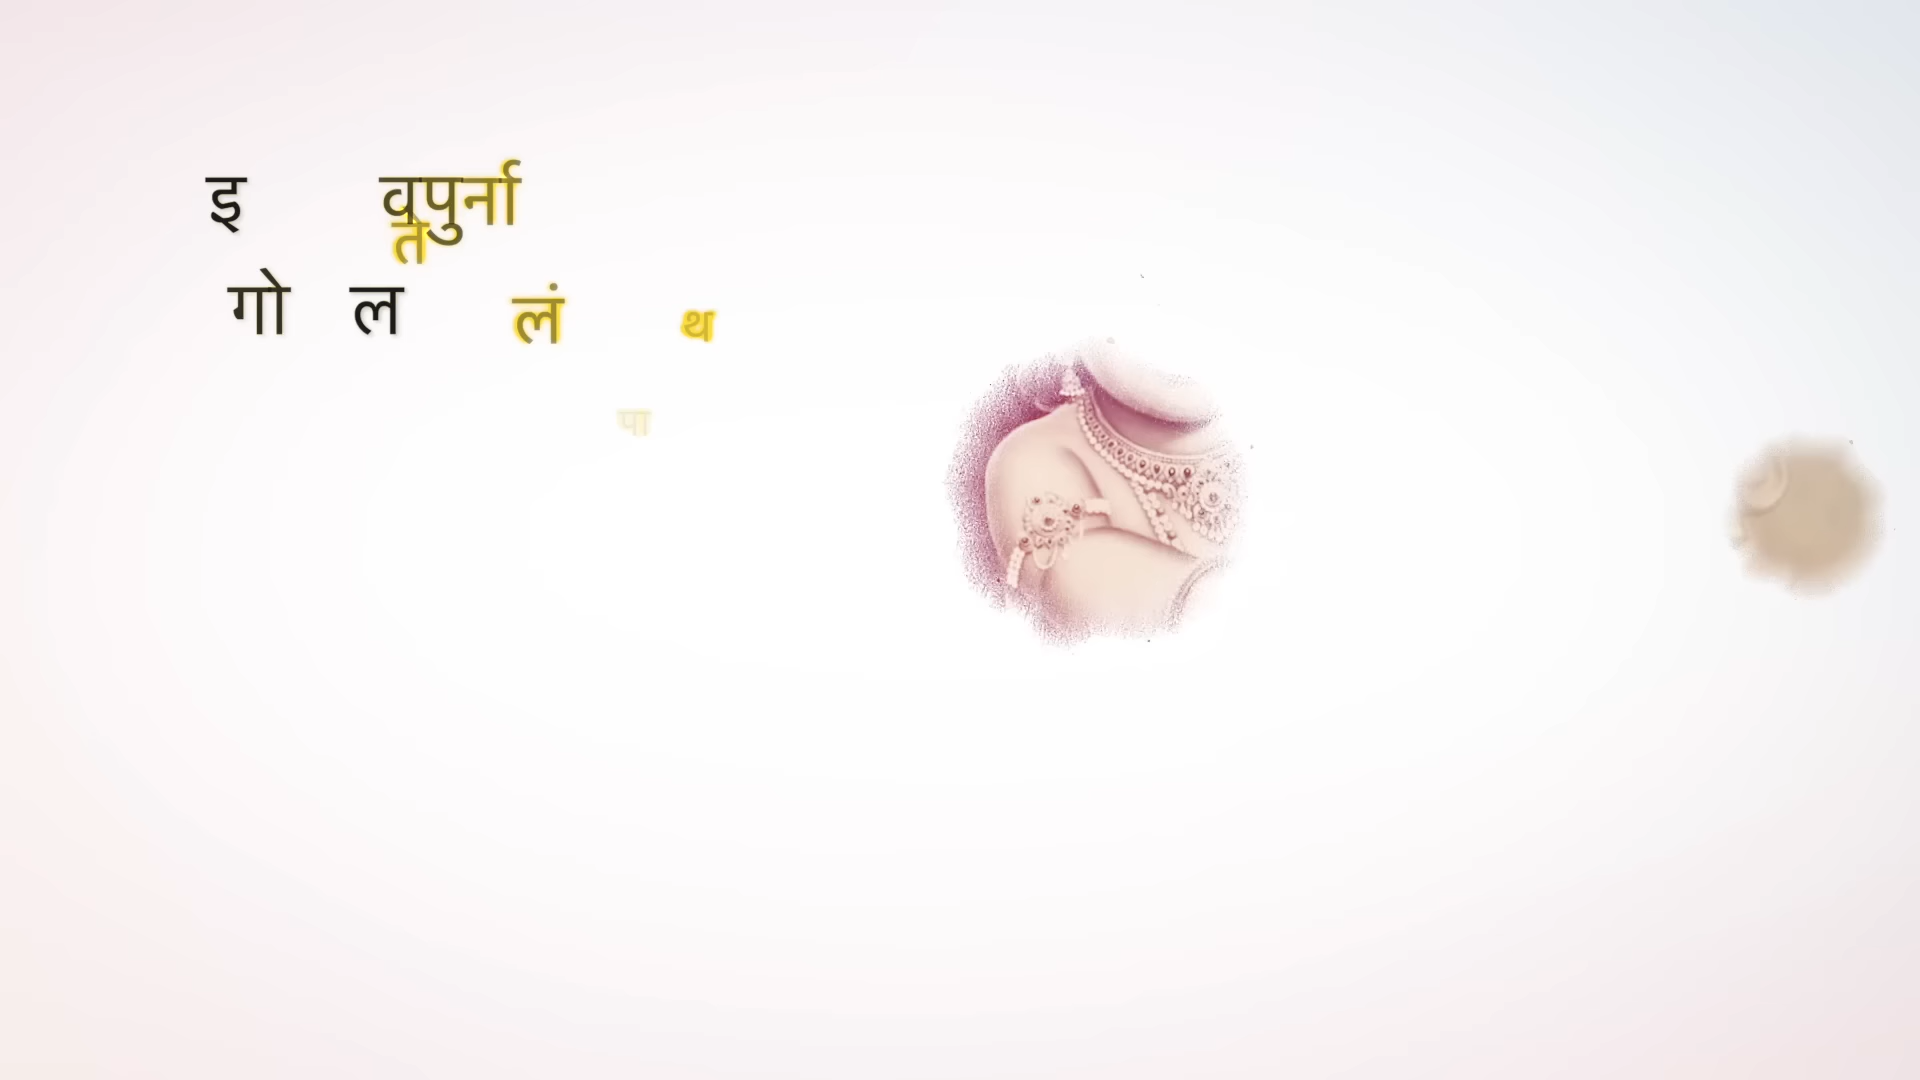 इ वपुर्ना
ते
गो ल लं थ
पा